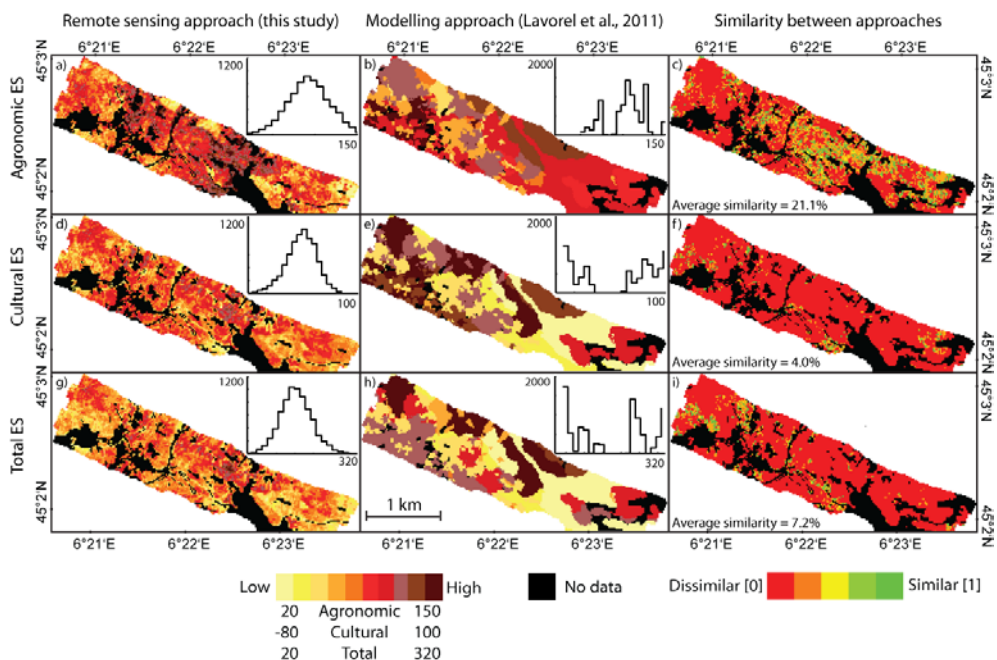 Remote sensing approach (this study) Modelling approach (Lavorel et al., 2011) Similarity between approaches
6°21'E 6°22'E 6°23'E 6°21'E 6°22'E 6°23'E 6°21'E 6°22'E 6°23'E
Agronomic ES
45°3'N
45°2'N
a)
1200
150
b)
2000
150
c)
Average similarity = 21.1%
45°3'N
45°2'N
Cultural ES
45°3'N
45°2'N
d)
1200
100
e)
2000
100
f)
Average similarity = 4.0%
45°3'N
45°2'N
Total ES
45°3'N
45°2'N
g)
1200
320
h)
2000
320
1 km
i)
Average similarity = 7.2%
45°3'N
45°2'N
6°21'E 6°22'E 6°23'E 6°21'E 6°22'E 6°23'E 6°21'E 6°22'E 6°23'E
Low High No data Dissimilar [0] Similar [1]
20 Agronomic 150
-80 Cultural 100
20 Total 320